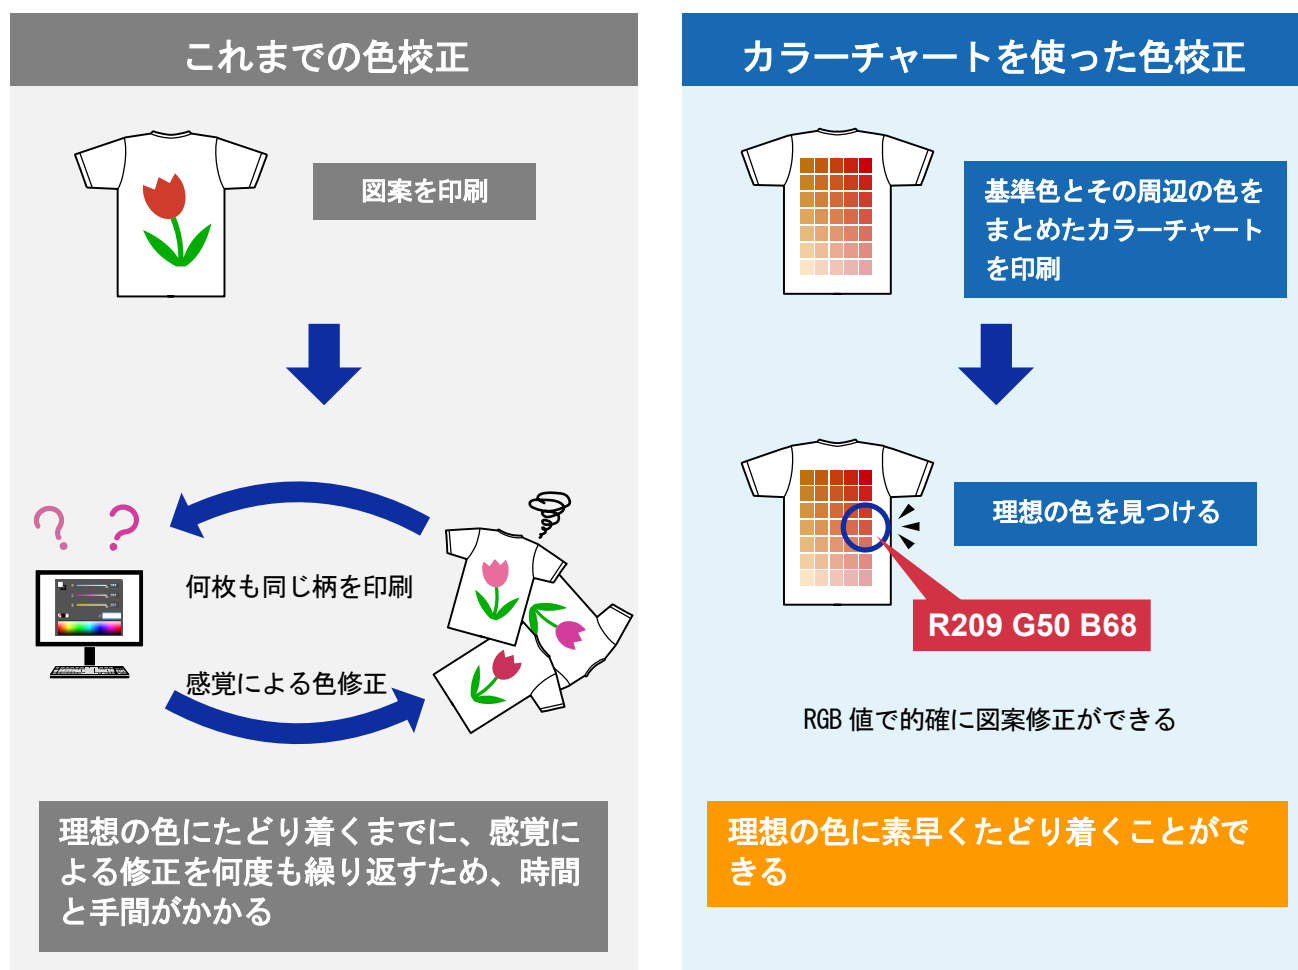 これまでの色校正
図案を印刷
何枚も同じ柄を印刷
感覚による色修正
理想の色にたどり着くまでに、感覚に
よる修正を何度も繰り返すため、時間
と手間がかかる
カラーチャートを使った色校正
基準色とその周辺の色を
まとめたカラーチャート
を印刷
理想の色を見つける
R209 G50 B68
RGB 値で的確に図案修正ができる
理想の色に素早くたどり着くことがで
きる